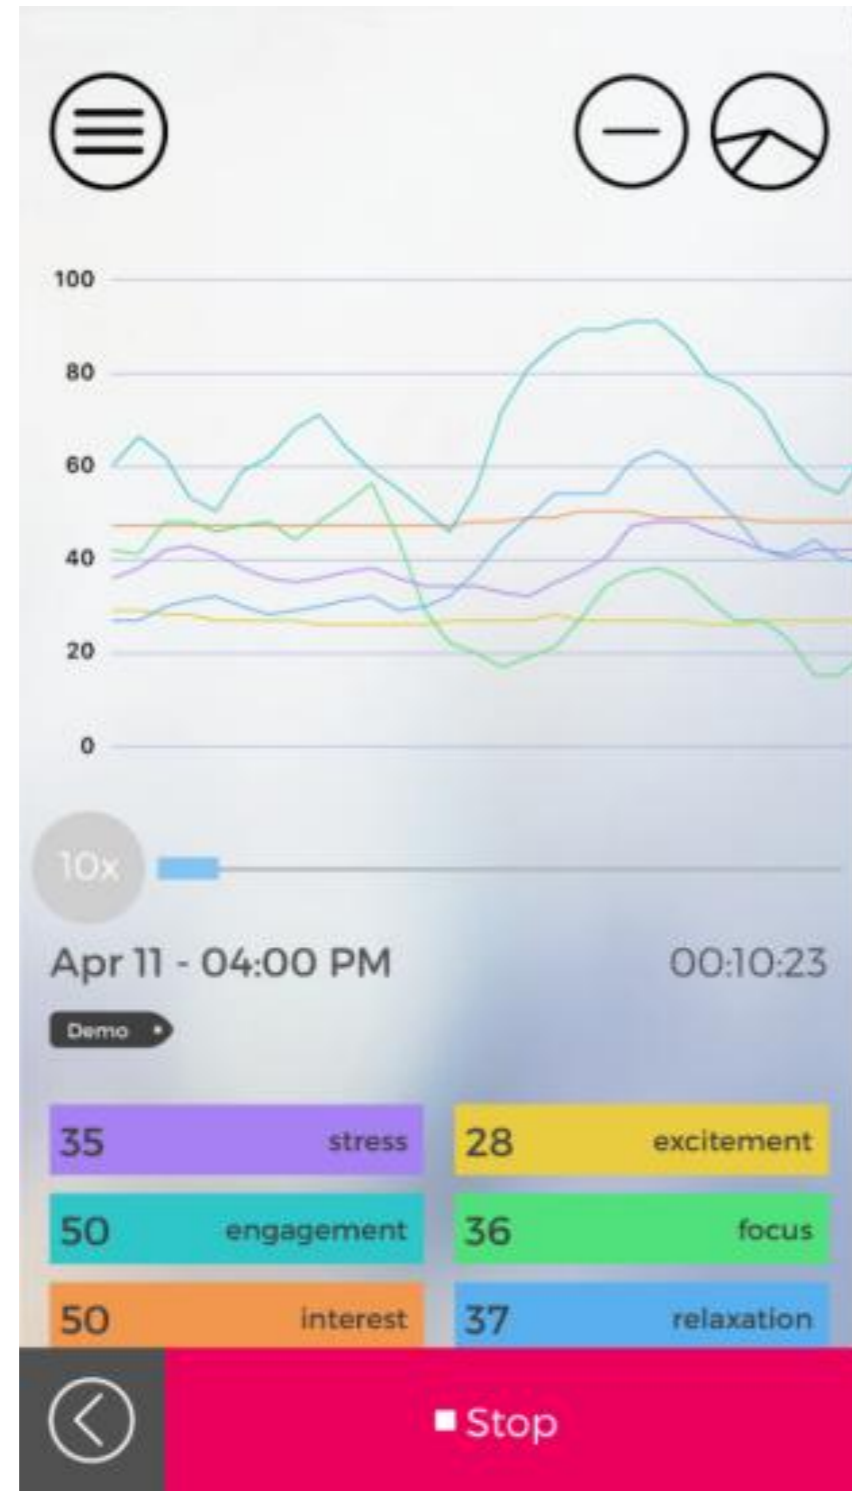 100
80
60
40
20
0
10x
Apr 11 - 04:00 PM 00:10:23
Demo
35 stress 28 excitement
50 engagement 36 focus
50 interest 37 relaxation
Stop